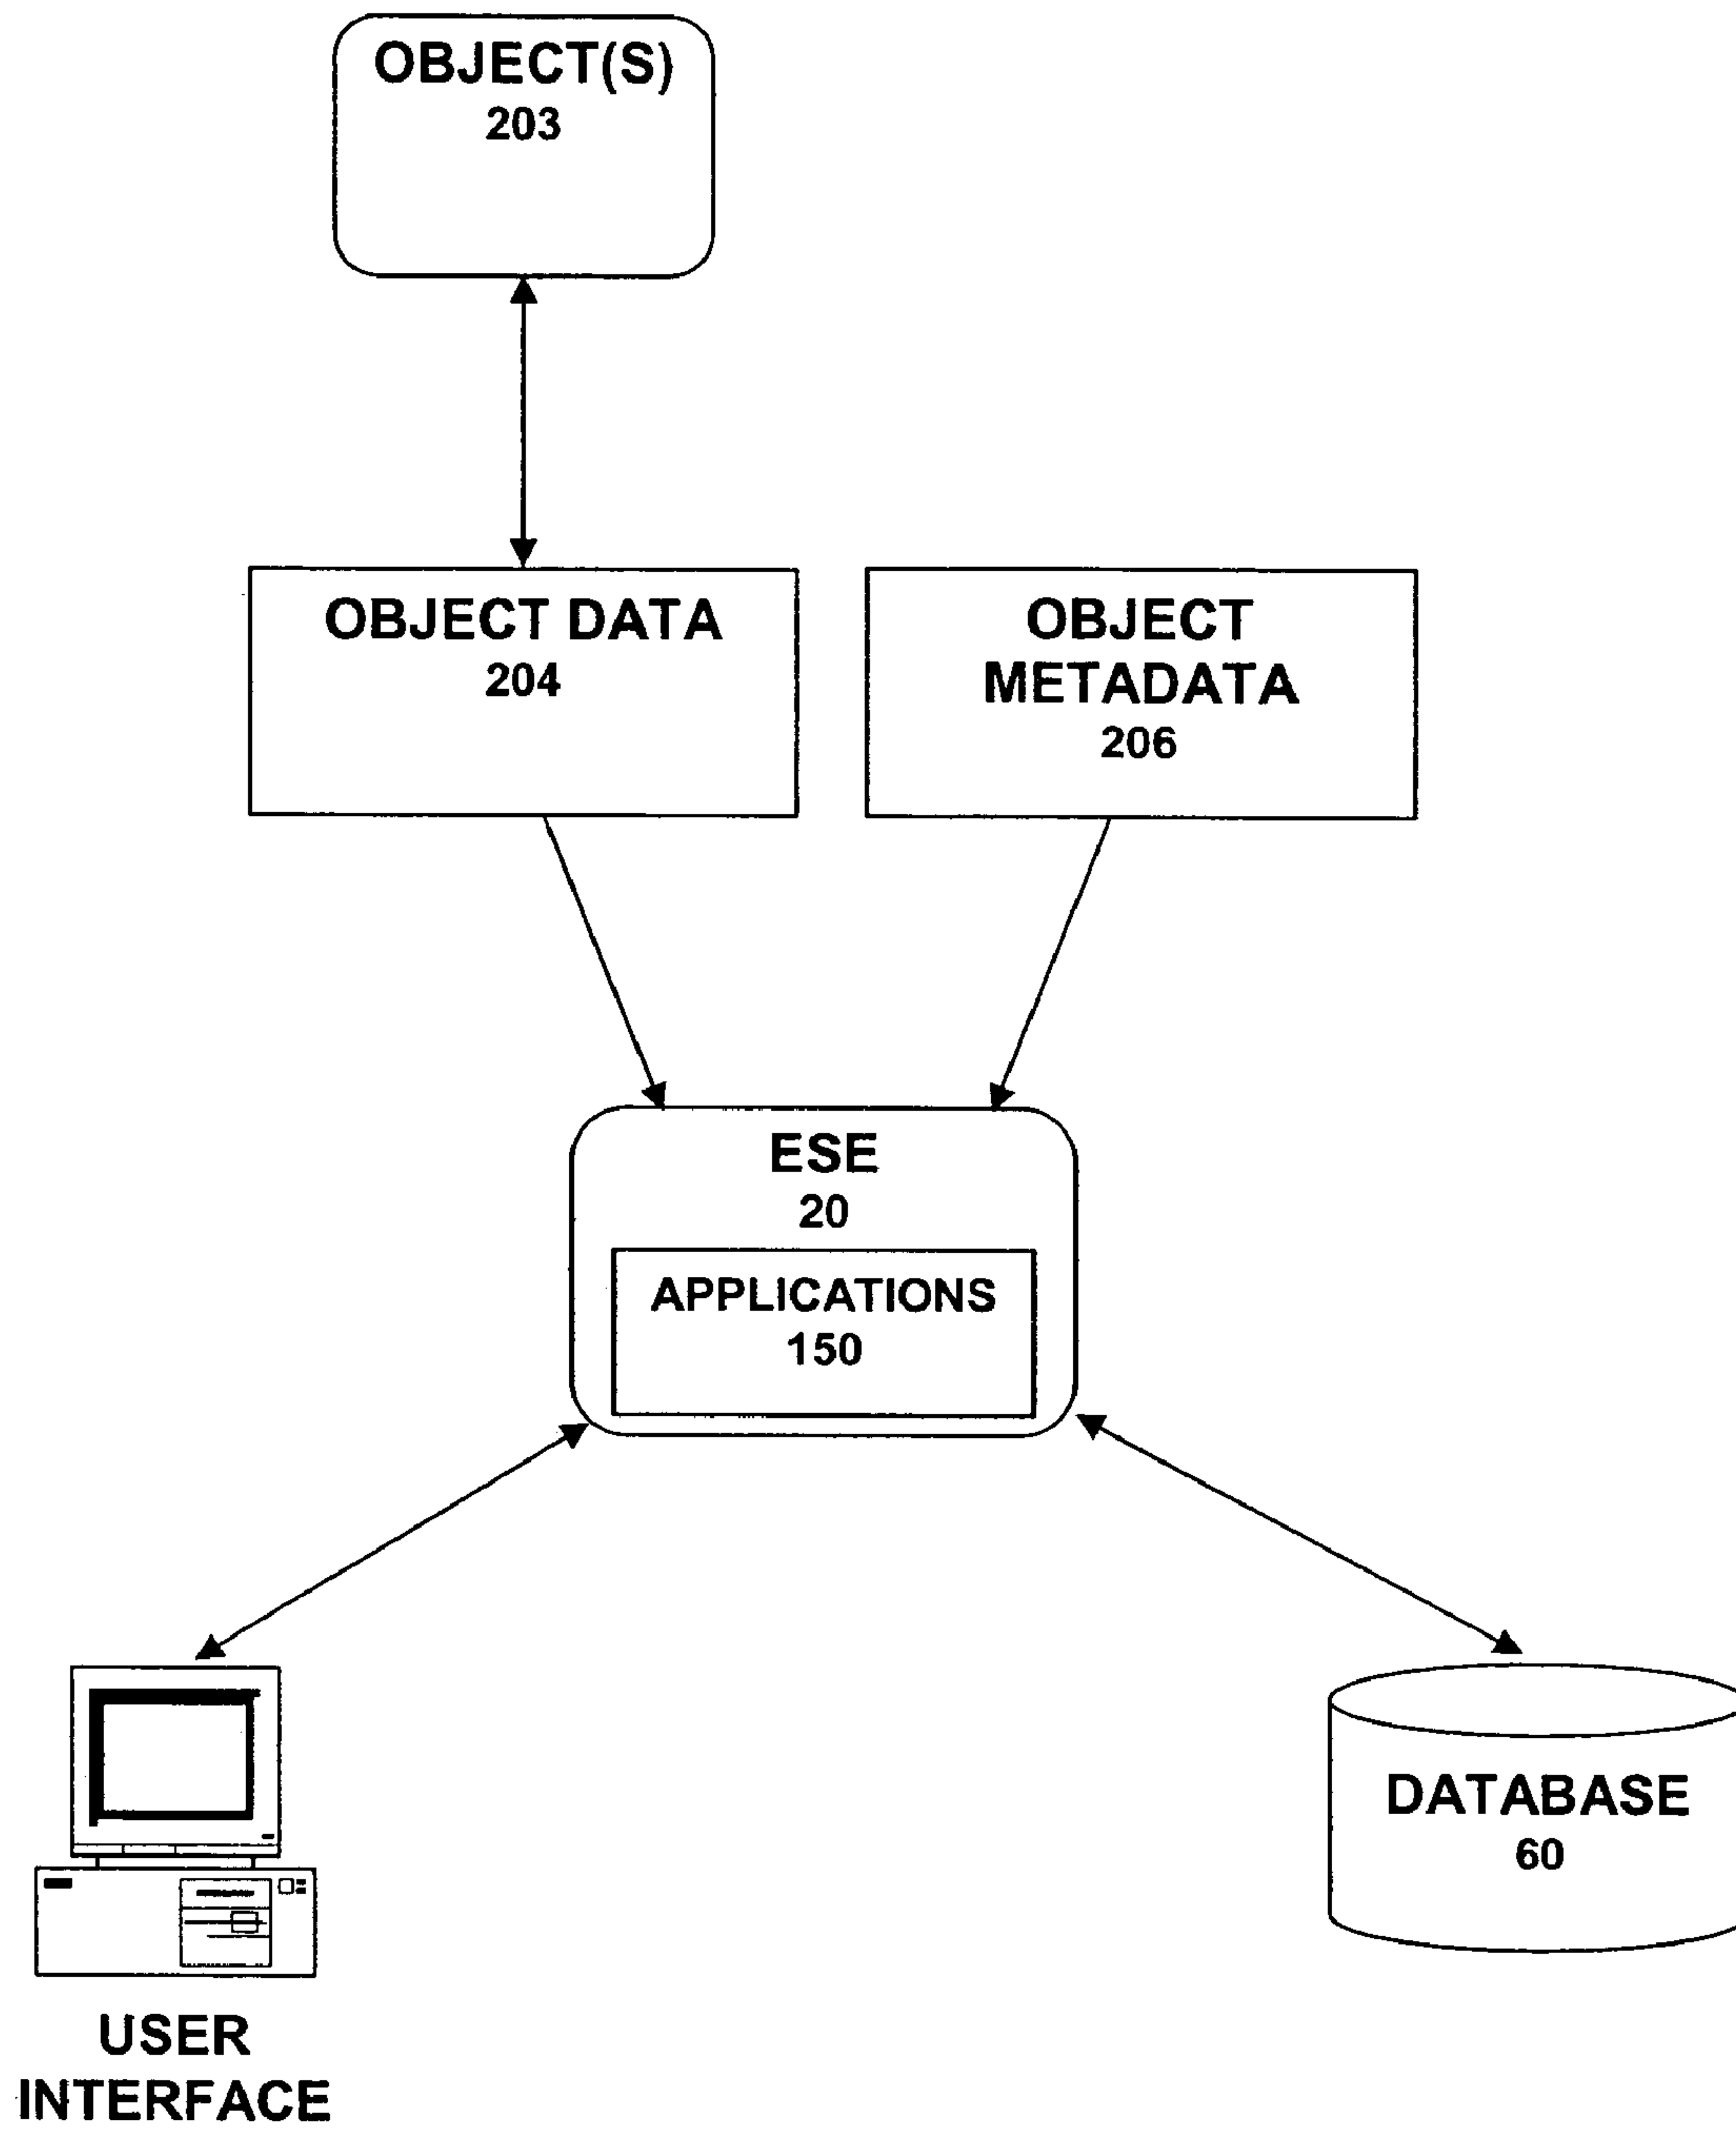 OBJECT(S)
203
OBJECT DATA
204
OBJECT
METADATA
206
ESE
20
APPLICATIONS
150
DATABASE
60
USER
INTERFACE